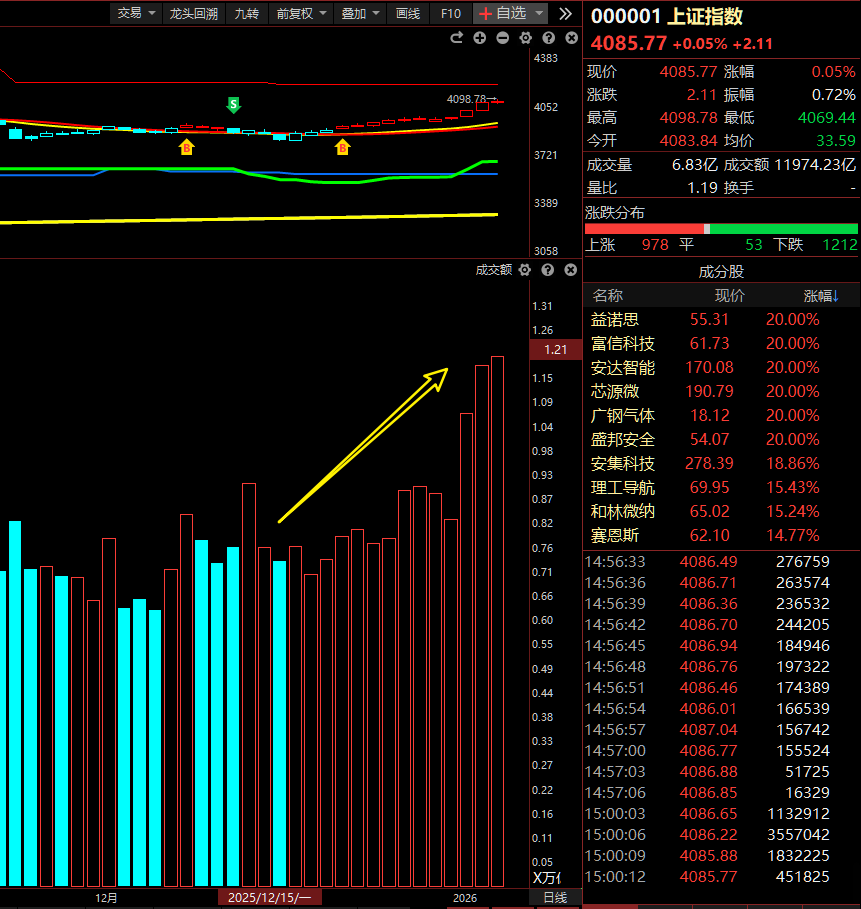 交易 龙头回溯 九转 前复权 叠加 画线 F10 自选
000001 上证指数
4085.77 +0.05% +2.11
现价 4085.77 涨幅 0.05%
涨跌 2.11 振幅 0.72%
最高 4098.78 最低 4069.44
今开 4083.84 均价 33.59
成交量 6.83亿 成交额 11974.23亿
量比 1.19 换手 -
涨跌分布
上涨 978 平 53 下跌 1212
4383
4098.78
4052
S
B
B
3721
3389
3058
成交额
1.31
1.26
1.21
1.15
1.09
1.04
0.98
0.93
0.87
0.82
0.76
0.71
0.66
0.60
0.55
0.49
0.44
0.38
0.33
0.27
0.22
0.16
0.11
0.05
X万亿
12月 2025/12/15/一 2026 日线
成分股
名称 现价 涨幅↓
益诺思 55.31 20.00%
富信科技 61.73 20.00%
安达智能 170.08 20.00%
芯源微 190.79 20.00%
广钢气体 18.12 20.00%
盛邦安全 54.07 20.00%
安集科技 278.39 18.86%
理工导航 69.95 15.43%
和林微纳 65.02 15.24%
赛恩斯 62.10 14.77%
14:56:33 4086.49 276759
14:56:36 4086.71 263574
14:56:39 4086.36 236532
14:56:42 4086.70 244205
14:56:45 4086.94 184946
14:56:48 4086.76 197322
14:56:51 4086.46 174389
14:56:54 4086.01 166539
14:56:57 4087.04 156742
14:57:00 4086.77 155524
14:57:03 4086.88 51725
14:57:06 4086.85 16329
15:00:03 4086.65 1132912
15:00:06 4086.22 3557042
15:00:09 4085.88 1832225
15:00:12 4085.77 451825